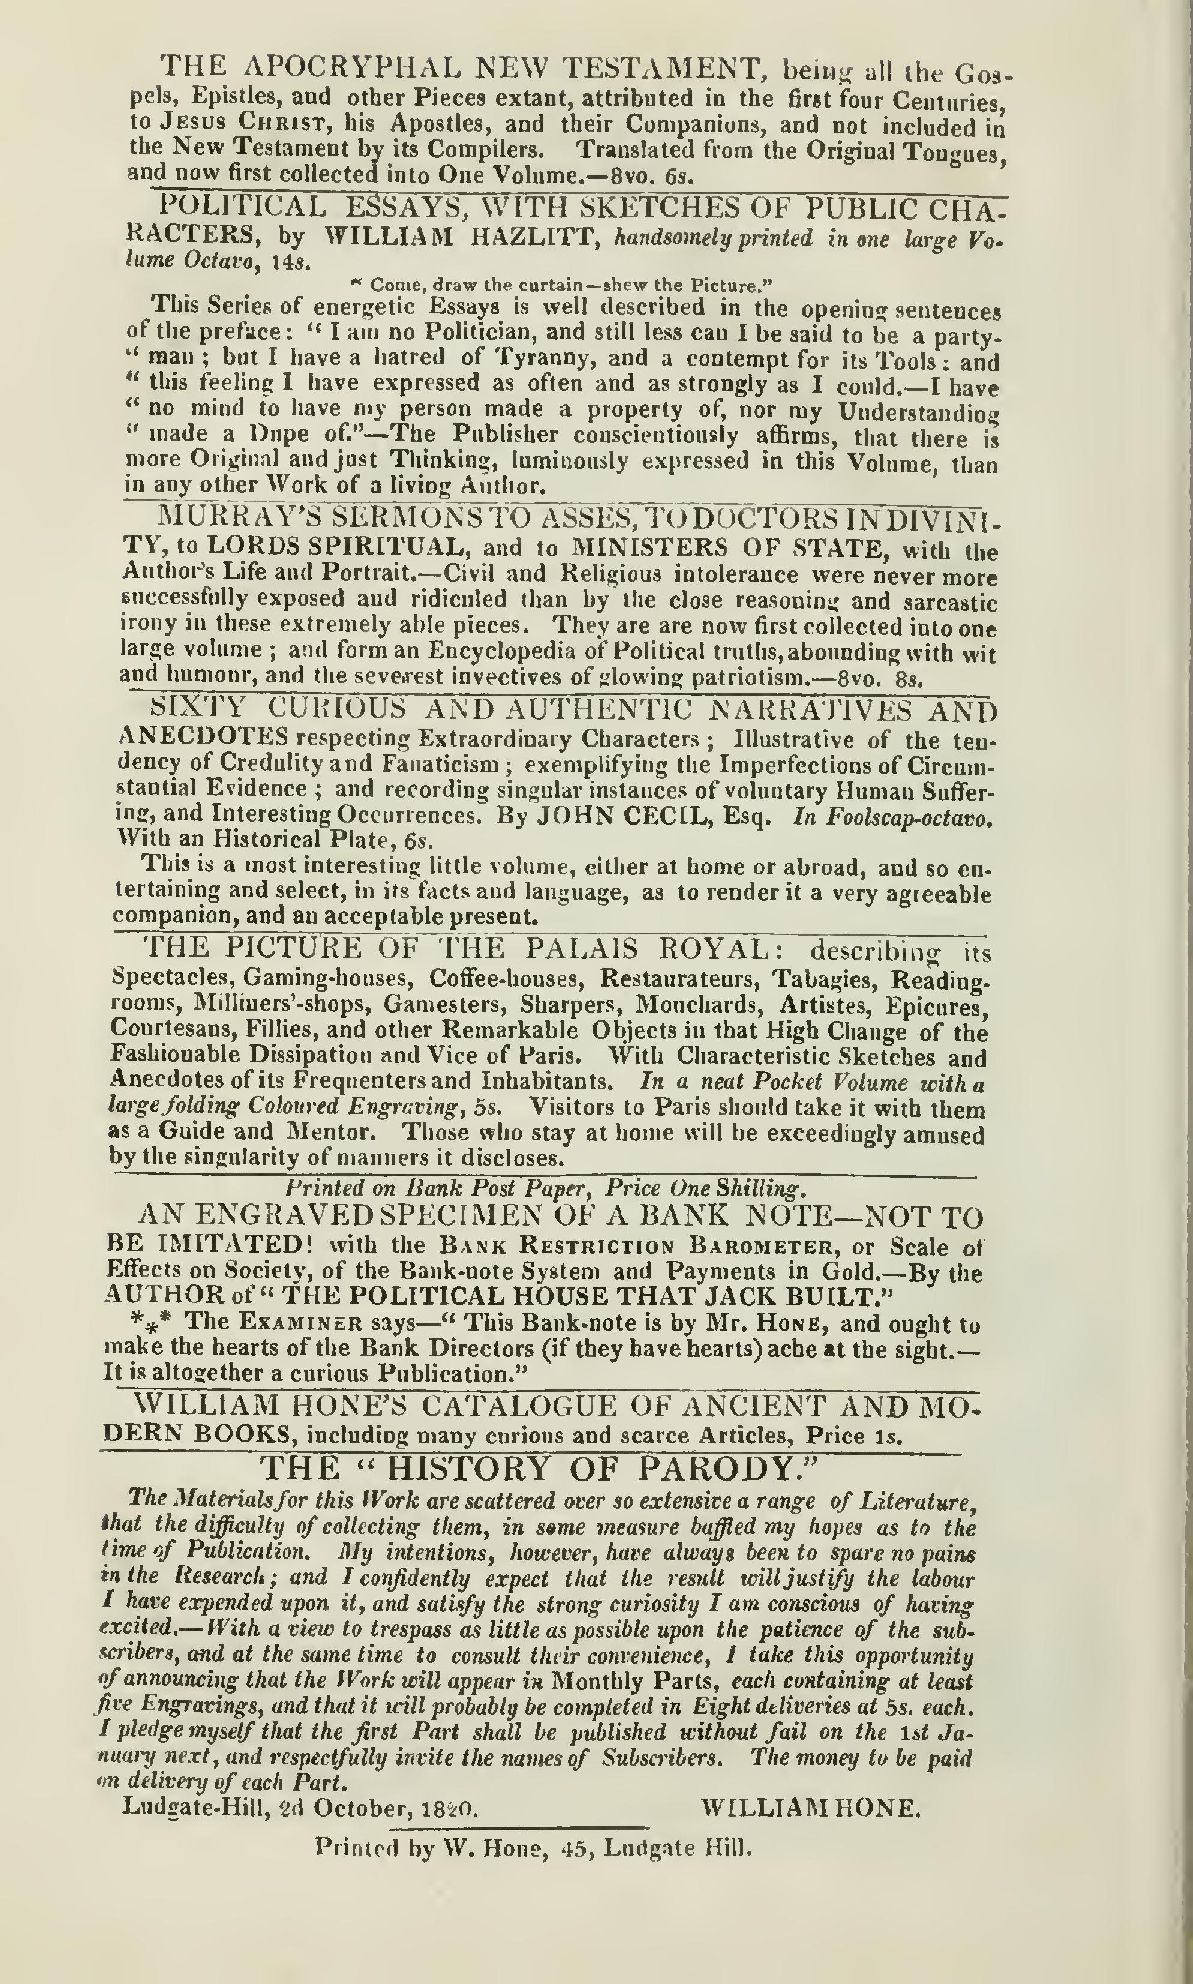 THE APOCRYPHAL NEW TESTAMENT, being all the Gos-
pels, Epistles, and other Pieces extant, attributed in the first four Centuries,
to JESUS CHRIST, his Apostles, and their Companions, and not included in
the New Testament by its Compilers. Translated from the Original Tongues,
and now first collected into One Volume.—8vo. 6s.
POLITICAL ESSAYS, WITH SKETCHES OF PUBLIC CHA-
RACTERS, by WILLIAM HAZLITT, handsomely printed in one large Vo-
lume Octavo, 14s.
"Come, draw the curtain—shew the Picture."
This Series of energetic Essays is well described in the opening sentences
of the preface: "I am no Politician, and still less can I be said to be a party-
"man; but I have a hatred of Tyranny, and a contempt for its Tools: and
"this feeling I have expressed as often and as strongly as I could.—I have
"no mind to have my person made a property of, nor my Understanding
"made a Dupe of."—The Publisher conscientiously affirms, that there is
more Original and just Thinking, luminously expressed in this Volume, than
in any other Work of a living Author.
MURRAY'S SERMONS TO ASSES, TO DOCTORS IN DIVINI-
TY, to LORDS SPIRITUAL, and to MINISTERS OF STATE, with the
Author's Life and Portrait.—Civil and Religious intolerance were never more
successfully exposed and ridiculed than by the close reasoning and sarcastic
irony in these extremely able pieces. They are are now first collected into one
large volume; and form an Encyclopedia of Political truths, abounding with wit
and humour, and the severest invectives of glowing patriotism.—8vo. 8s.
SIXTY CURIOUS AND AUTHENTIC NARRATIVES AND
ANECDOTES respecting Extraordinary Characters; Illustrative of the ten-
dency of Credulity and Fanaticism; exemplifying the Imperfections of Circum-
stantial Evidence; and recording singular instances of voluntary Human Suffer-
ing, and Interesting Occurrences. By JOHN CECIL, Esq. In Foolscap-octavo.
With an Historical Plate, 6s.
This is a most interesting little volume, either at home or abroad, and so en-
tertaining and select, in its facts and language, as to render it a very agreeable
companion, and an acceptable present.
THE PICTURE OF THE PALAIS ROYAL: describing its
Spectacles, Gaming-houses, Coffee-houses, Restaurateurs, Tabagies, Reading-
rooms, Milliners'-shops, Gamesters, Sharpers, Mouchards, Artistes, Epicures,
Courtesans, Fillies, and other Remarkable Objects in that High Change of the
Fashionable Dissipation and Vice of Paris. With Characteristic Sketches and
Anecdotes of its Frequenters and Inhabitants. In a neat Pocket Volume with a
large folding Coloured Engraving, 5s. Visitors to Paris should take it with them
as a Guide and Mentor. Those who stay at home will be exceedingly amused
by the singularity of manners it discloses.
Printed on Bank Post Paper, Price One Shilling.
AN ENGRAVED SPECIMEN OF A BANK NOTE—NOT TO
BE IMITATED! with the BANK RESTRICTION BAROMETER, or Scale of
Effects on Society, of the Bank-note System and Payments in Gold.—By the
AUTHOR of "THE POLITICAL HOUSE THAT JACK BUILT."
*** The EXAMINER says—"This Bank-note is by Mr. HONE, and ought to
make the hearts of the Bank Directors (if they have hearts) ache at the sight.—
It is altogether a curious Publication."
WILLIAM HONE'S CATALOGUE OF ANCIENT AND MO-
DERN BOOKS, including many curious and scarce Articles, Price 1s.
THE "HISTORY OF PARODY."
The Materials for this Work are scattered over so extensive a range of Literature,
that the difficulty of collecting them, in some measure baffled my hopes as to the
time of Publication. My intentions, however, have always been to spare no pains
in the Research; and I confidently expect that the result will justify the labour
I have expended upon it, and satisfy the strong curiosity I am conscious of having
excited.—With a view to trespass as little as possible upon the patience of the sub-
scribers, and at the same time to consult their convenience, I take this opportunity
of announcing that the Work will appear in Monthly Parts, each containing at least
five Engravings, and that it will probably be completed in Eight deliveries at 5s. each.
I pledge myself that the first Part shall be published without fail on the 1st Ja-
nuary next, and respectfully invite the names of Subscribers. The money to be paid
on delivery of each Part.
Ludgate-Hill, 2d October, 1820. WILLIAM HONE.
Printed by W. Hone, 45, Ludgate Hill.